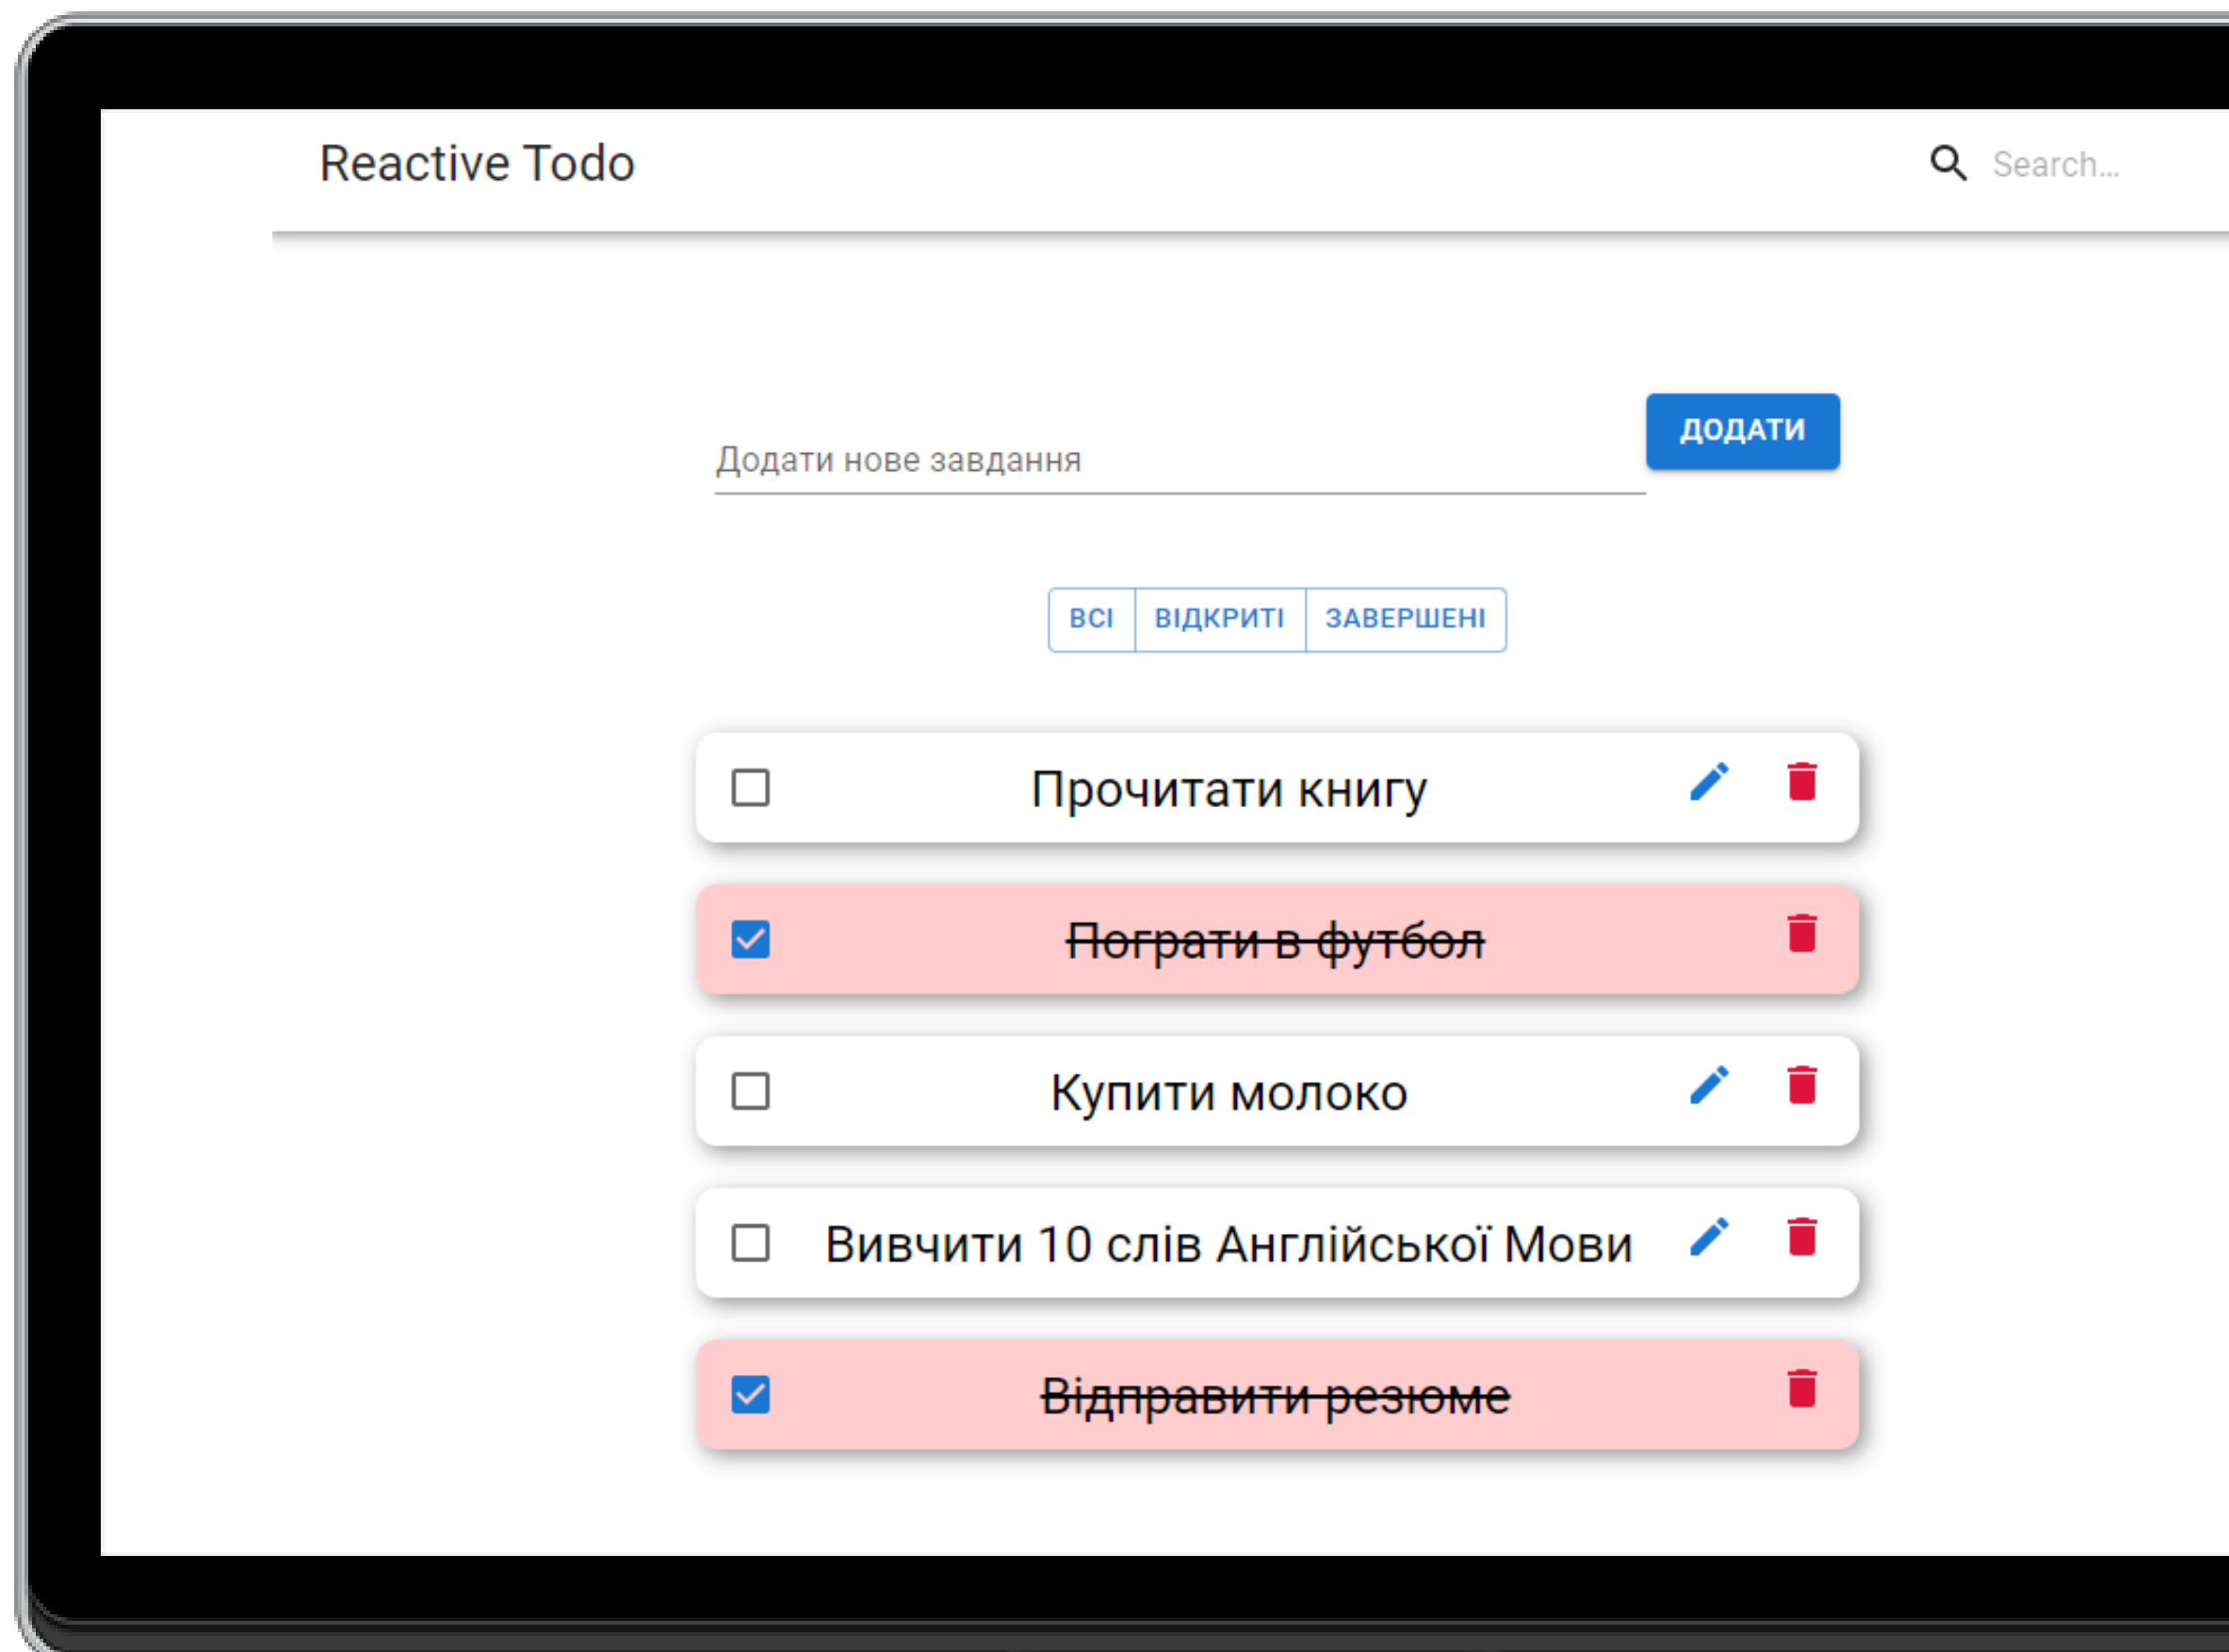 Reactive Todo
Search...
ДОДАТИ
Додати нове завдання
ВСІ ВІДКРИТІ ЗАВЕРШЕНІ
Прочитати книгу
Пограти в футбол
Купити молоко
Вивчити 10 слів Англійської Мови
Відправити резюме